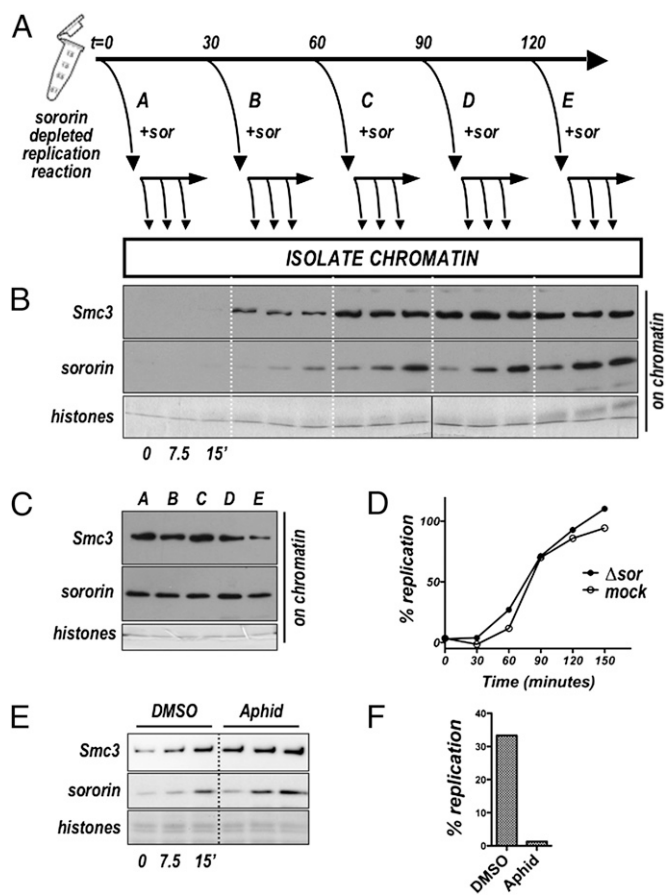 A
t=0 30 60 90 120
A B C D E
+sor +sor +sor +sor +sor
sororin
depleted
replication
reaction
ISOLATE CHROMATIN
B
Smc3
sororin
histones
on chromatin
0 7.5 15'
C
A B C D E
Smc3
sororin
histones
on chromatin
D
% replication
100
50
0
0 30 60 90 120 150
Time (minutes)
Δsor
mock
E
DMSO Aphid
Smc3
sororin
histones
0 7.5 15'
F
% replication
40
30
20
10
0
DMSO
Aphid